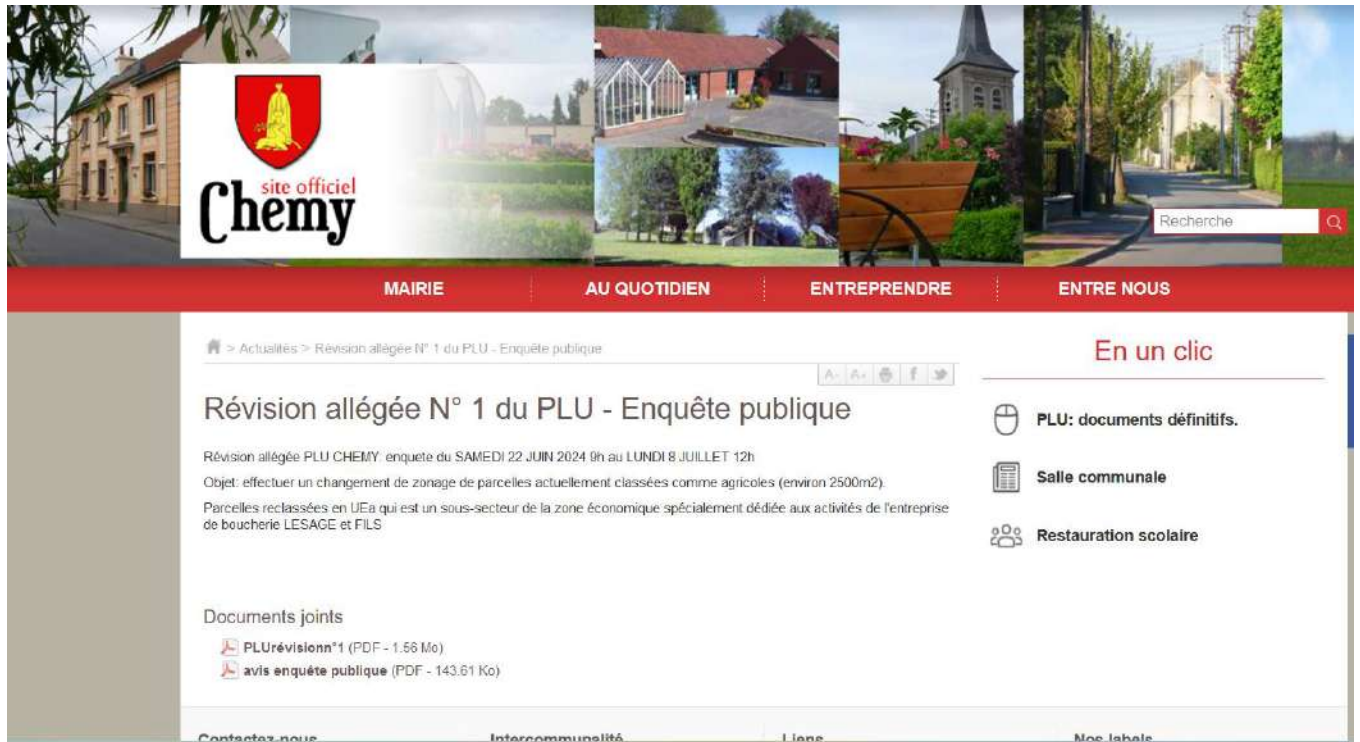 site officiel
Chemy
Recherche
MAIRIE
AU QUOTIDIEN
ENTREPRENDRE
ENTRE NOUS
> Actualités > Révision allégée N° 1 du PLU - Enquête publique
A- A+ f
Révision allégée N° 1 du PLU - Enquête publique
Révision allégée PLU CHEMY: enquete du SAMEDI 22 JUIN 2024 9h au LUNDI 8 JUILLET 12h
Objet: effectuer un changement de zonage de parcelles actuellement classées comme agricoles (environ 2500m2).
Parcelles reclassées en UEa qui est un sous-secteur de la zone économique spécialement dédiée aux activités de l'entreprise
de boucherie LESAGE et FILS
Documents joints
PLUrévisionn°1 (PDF - 1.56 Mo)
avis enquête publique (PDF - 143.61 Ko)
En un clic
PLU: documents définitifs.
Salle communale
Restauration scolaire
Contactez-nous
Intercommunalité
Liens
Nos labels